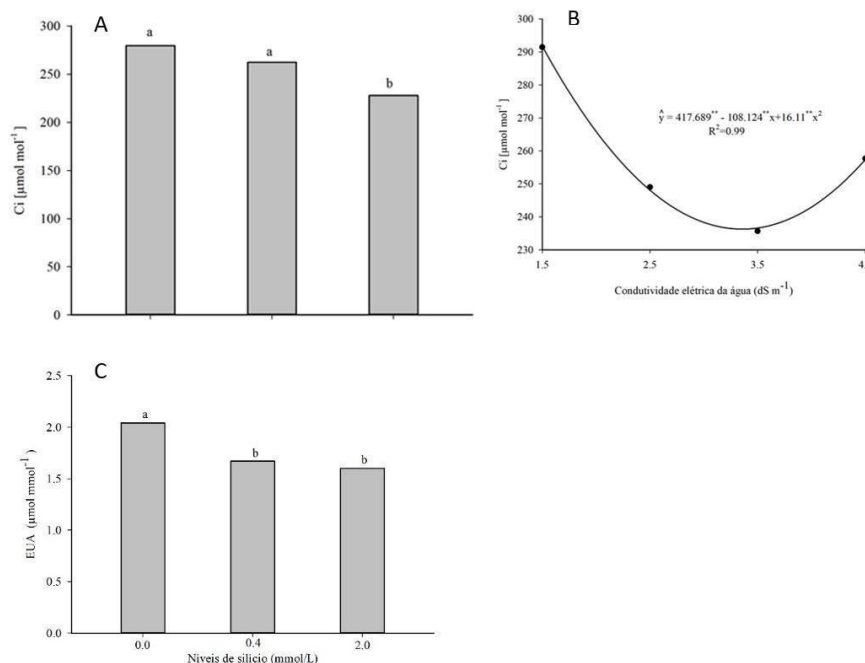 A
300
250
200
150
100
50
0
Ci [µmol mol⁻¹]
a
a
b
B
300
290
280
270
260
250
240
230
Ci [µmol mol⁻¹]
ŷ = 417.689** - 108.124**x+16.11**x²
R²=0.99
1.5 2.5 3.5 4.
Condutividade elétrica da água (dS m⁻¹)
C
2.5
2.0
1.5
1.0
0.5
0.0
EUA (µmol mmol⁻¹)
a
b
b
0.0 0.4 2.0
Níveis de silício (mmol/L)